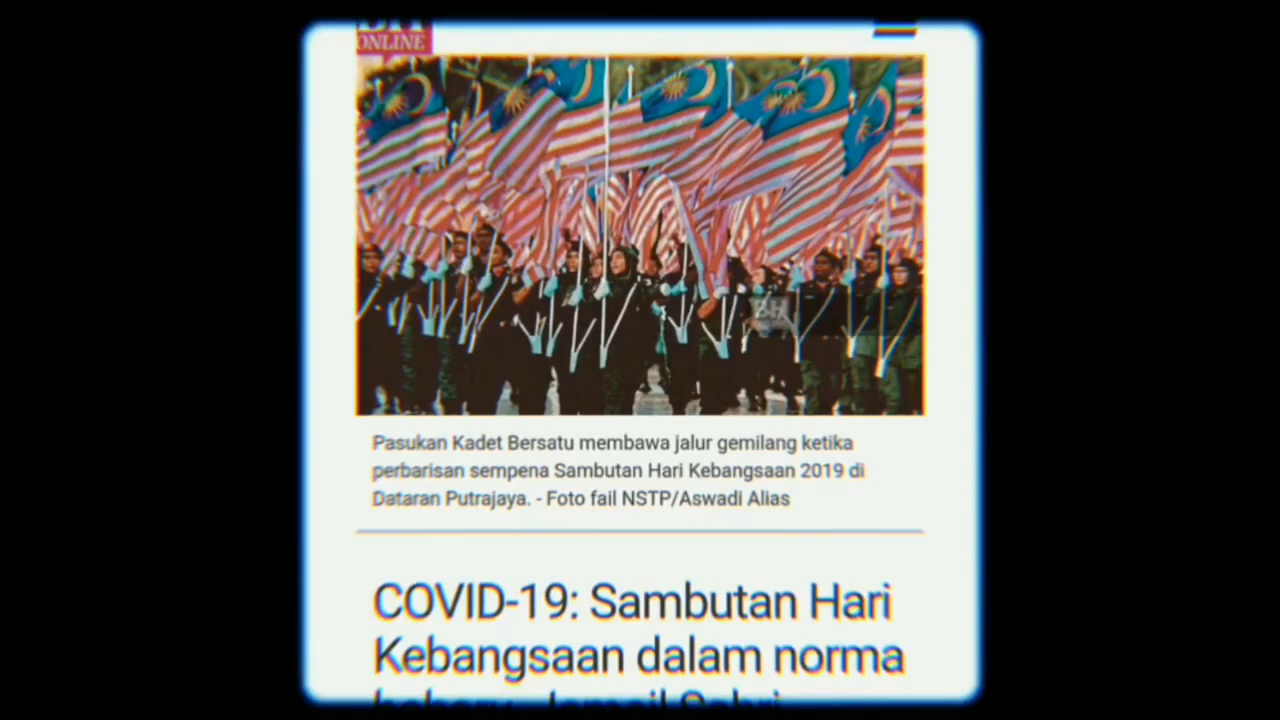 ONLINE
BH
Pasukan Kadet Bersatu membawa jalur gemilang ketika
perbarisan sempena Sambutan Hari Kebangsaan 2019 di
Dataran Putrajaya. - Foto fail NSTP/Aswadi Alias
COVID-19: Sambutan Hari
Kebangsaan dalam norma